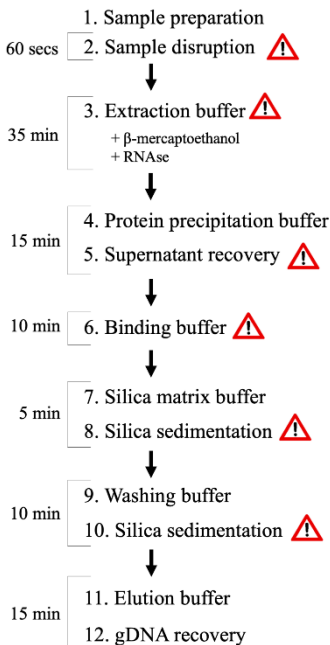 1. Sample preparation
60 secs
2. Sample disruption
3. Extraction buffer
+ β-mercaptoethanol
35 min
+ RNAse
4. Protein precipitation buffer
15 min
5. Supernatant recovery
10 min
6. Binding buffer
7. Silica matrix buffer
5 min
8. Silica sedimentation
9. Washing buffer
10 min
10. Silica sedimentation
11. Elution buffer
15 min
12. gDNA recovery